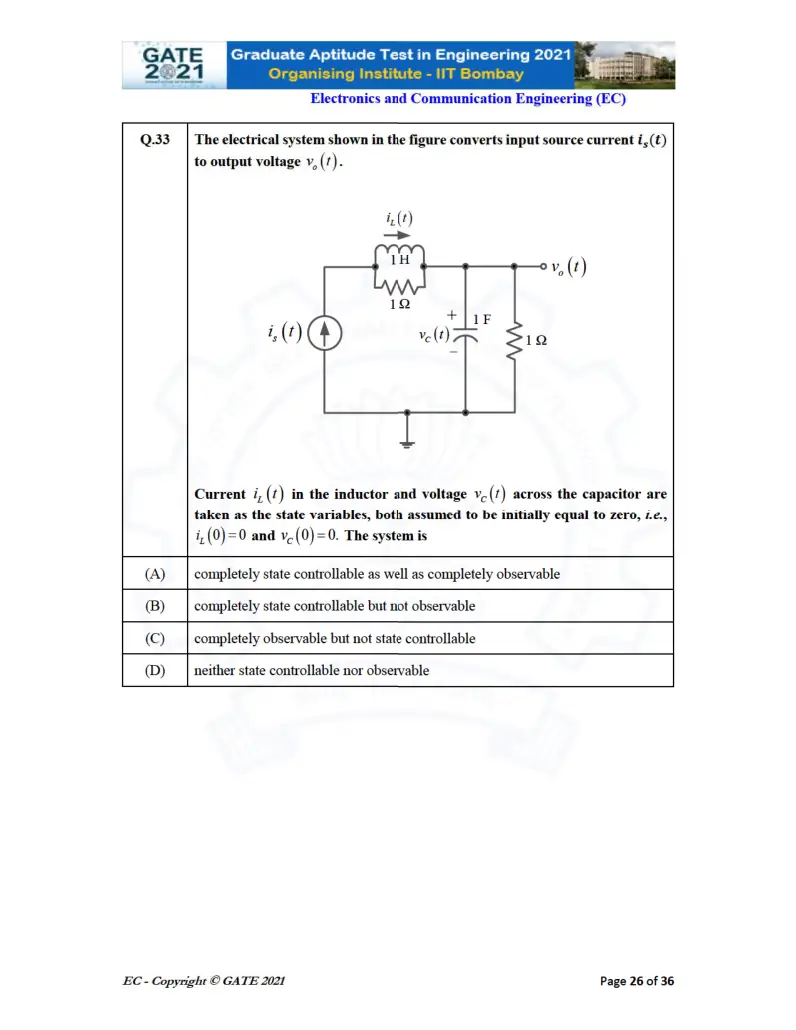 GATE
2021
Graduate Aptitude Test in Engineering 2021
Organising Institute - IIT Bombay
Electronics and Communication Engineering (EC)
Q.33
The electrical system shown in the figure converts input source current i_s(t)
to output voltage v_o(t).
i_L(t)
1 H
v_o(t)
1 Ω
+
1 F
i_s(t)
v_C(t)
1 Ω
−
Current i_L(t) in the inductor and voltage v_C(t) across the capacitor are
taken as the state variables, both assumed to be initially equal to zero, i.e.,
i_L(0)=0 and v_C(0)=0. The system is
(A) completely state controllable as well as completely observable
(B) completely state controllable but not observable
(C) completely observable but not state controllable
(D) neither state controllable nor observable
EC - Copyright © GATE 2021
Page 26 of 36